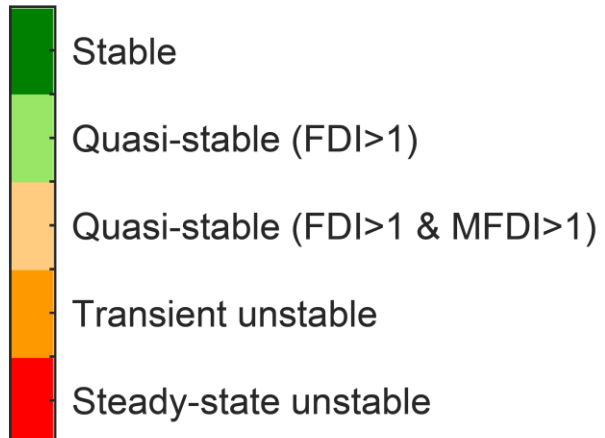 Stable
Quasi-stable (FDI>1)
Quasi-stable (FDI>1 & MFDI>1)
Transient unstable
Steady-state unstable